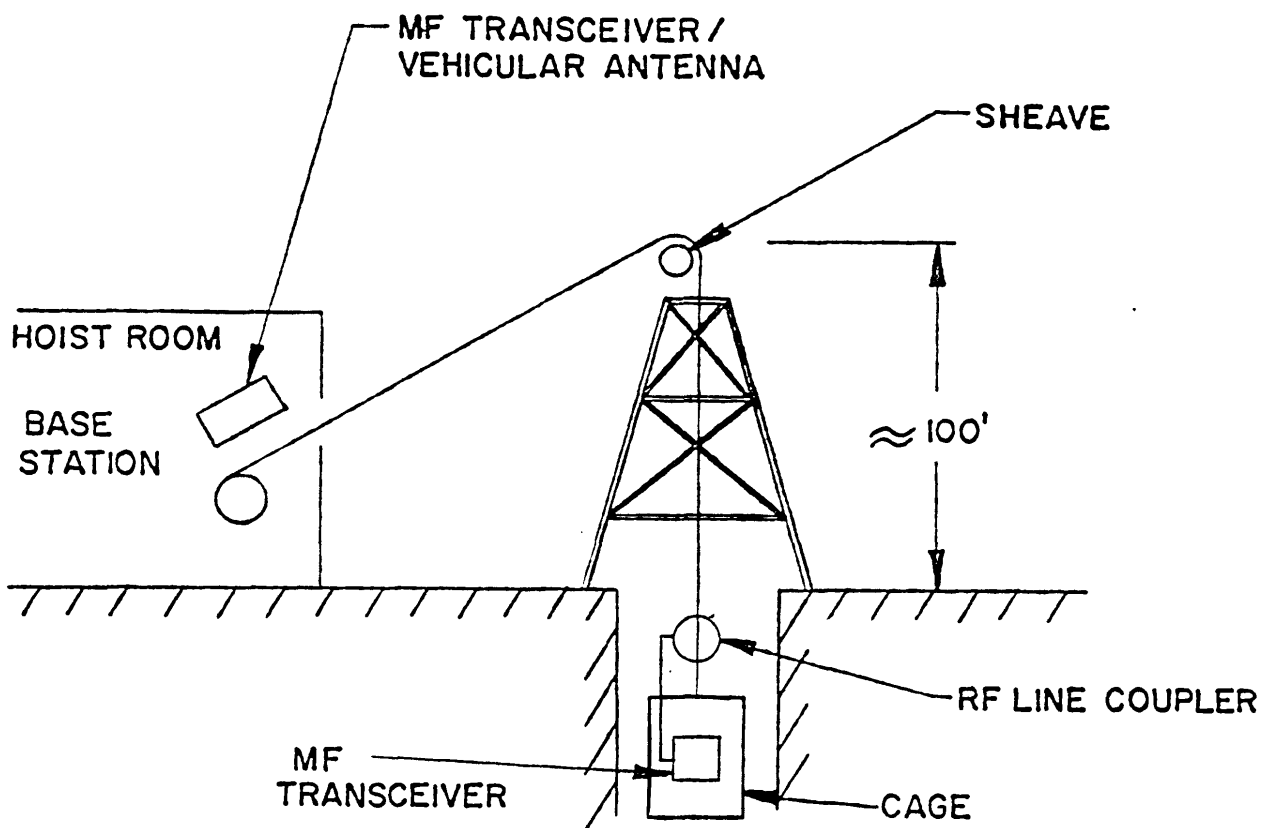 MF TRANSCEIVER/
VEHICULAR ANTENNA
SHEAVE
HOIST ROOM
BASE
STATION
≈ 100'
RF LINE COUPLER
MF
TRANSCEIVER
CAGE